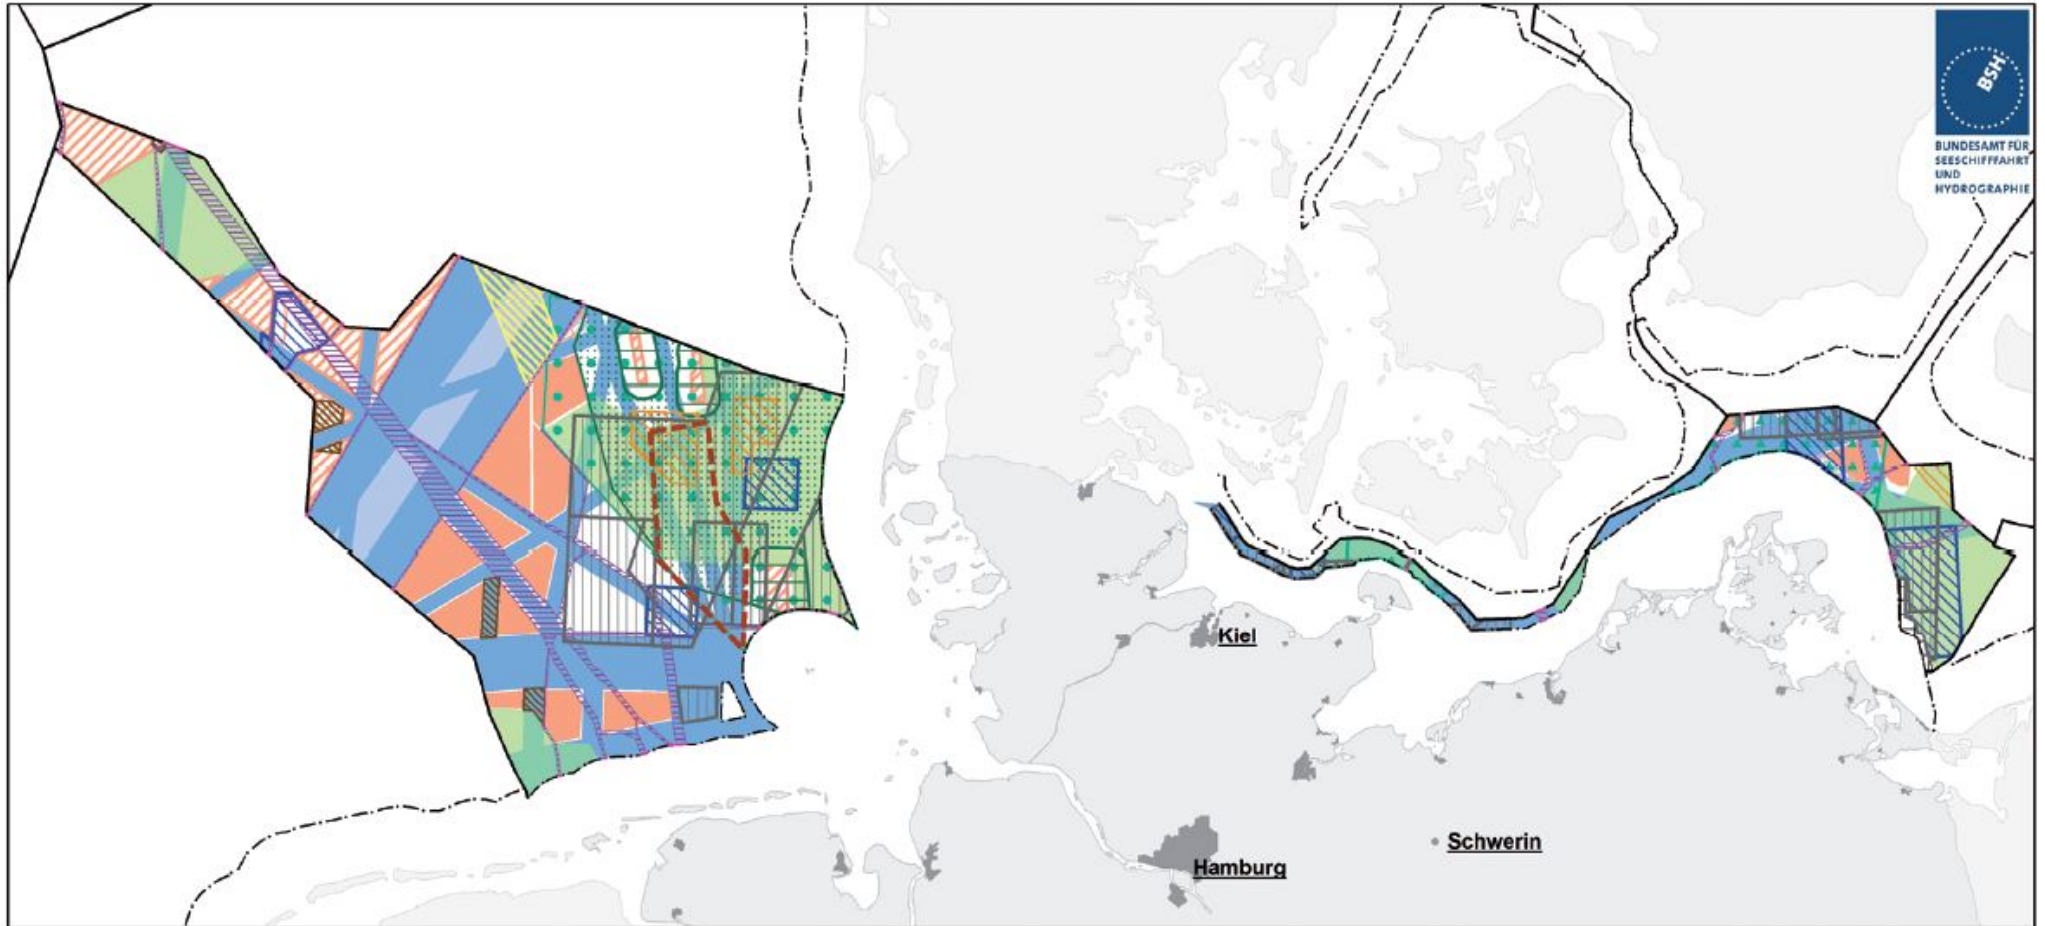 BSH
BUNDESAMT FÜR
SEESCHIFFFAHRT
UND
HYDROGRAPHIE
Kiel
Schwerin
Hamburg